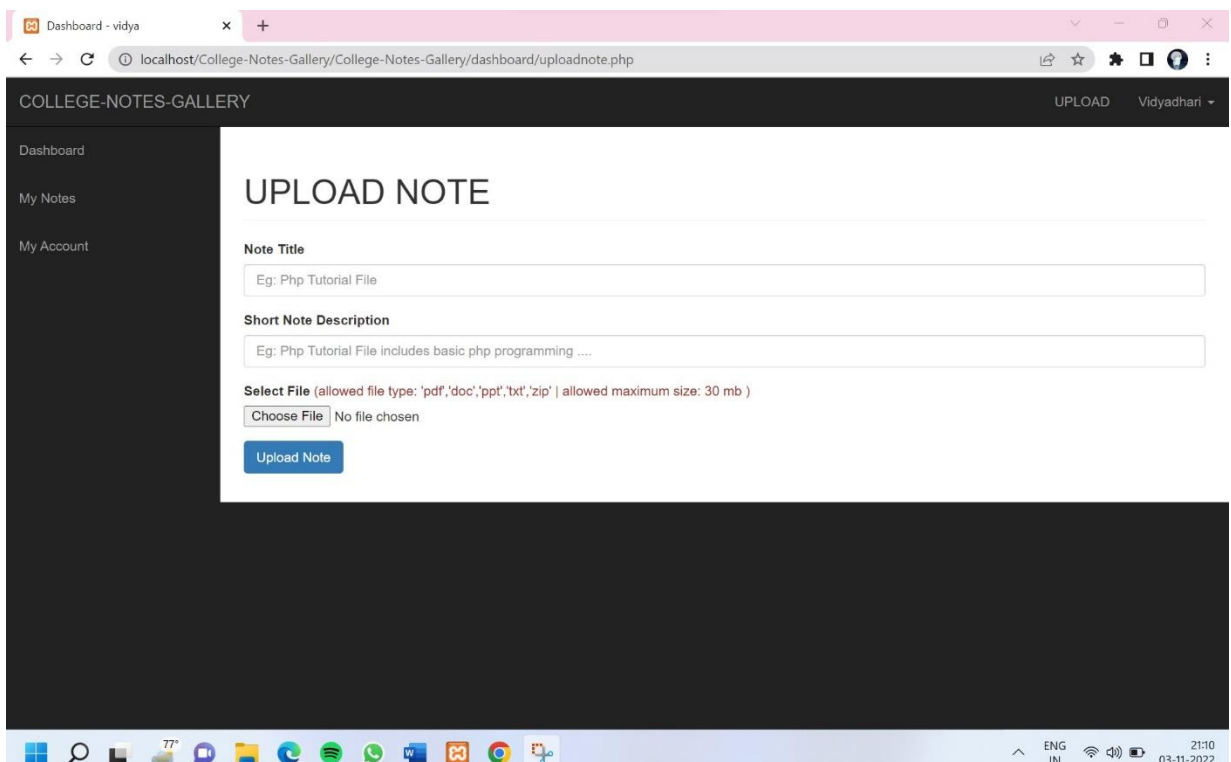 Dashboard - vidya
localhost/College-Notes-Gallery/College-Notes-Gallery/dashboard/uploadnote.php
COLLEGE-NOTES-GALLERY
UPLOAD Vidyadhari
Dashboard
My Notes
My Account
UPLOAD NOTE
Note Title
Eg: Php Tutorial File
Short Note Description
Eg: Php Tutorial File includes basic php programming ....
Select File (allowed file type: 'pdf','doc','ppt','txt','zip' | allowed maximum size: 30 mb )
Choose File No file chosen
Upload Note
77°
W
ENG
IN
21:10
03-11-2022